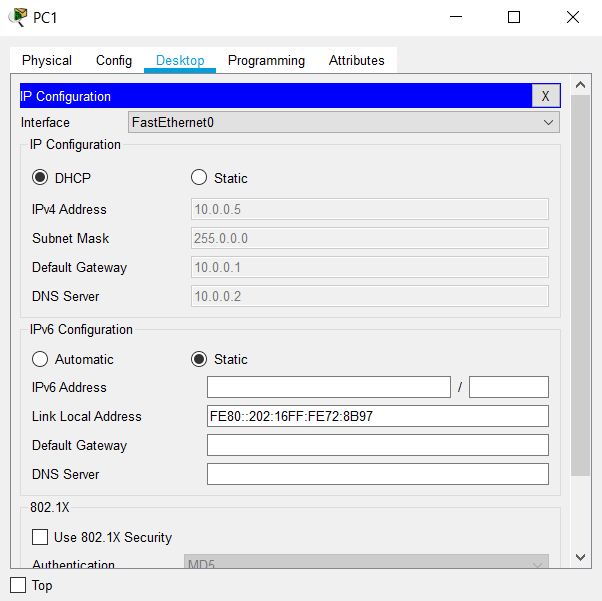 PC1
Physical Config Desktop Programming Attributes
IP Configuration X
Interface FastEthernet0
IP Configuration
DHCP Static
IPv4 Address 10.0.0.5
Subnet Mask 255.0.0.0
Default Gateway 10.0.0.1
DNS Server 10.0.0.2
IPv6 Configuration
Automatic Static
IPv6 Address /
Link Local Address FE80::202:16FF:FE72:8B97
Default Gateway
DNS Server
802.1X
Use 802.1X Security
Authentication MD5
Top